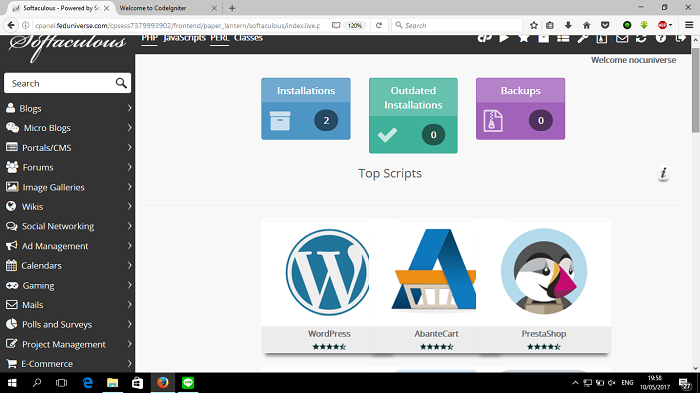 Softaculous - Powered by So
Welcome to CodeIgniter
cpanel.feduniverse.com/cpsess7379993902/frontend/paper_lantern/softaculous/index.live.p
120%
Search
Softaculous
PHP JavaScripts PERL Classes
Welcome nocuniverse
Search
Blogs
Micro Blogs
Portals/CMS
Forums
Image Galleries
Wikis
Social Networking
Ad Management
Calendars
Gaming
Mails
Polls and Surveys
Project Management
E-Commerce
Installations
2
Outdated
Installations
0
Backups
0
Top Scripts
WordPress
AbanteCart
PrestaShop
ENG
19:58
10/05/2017
27